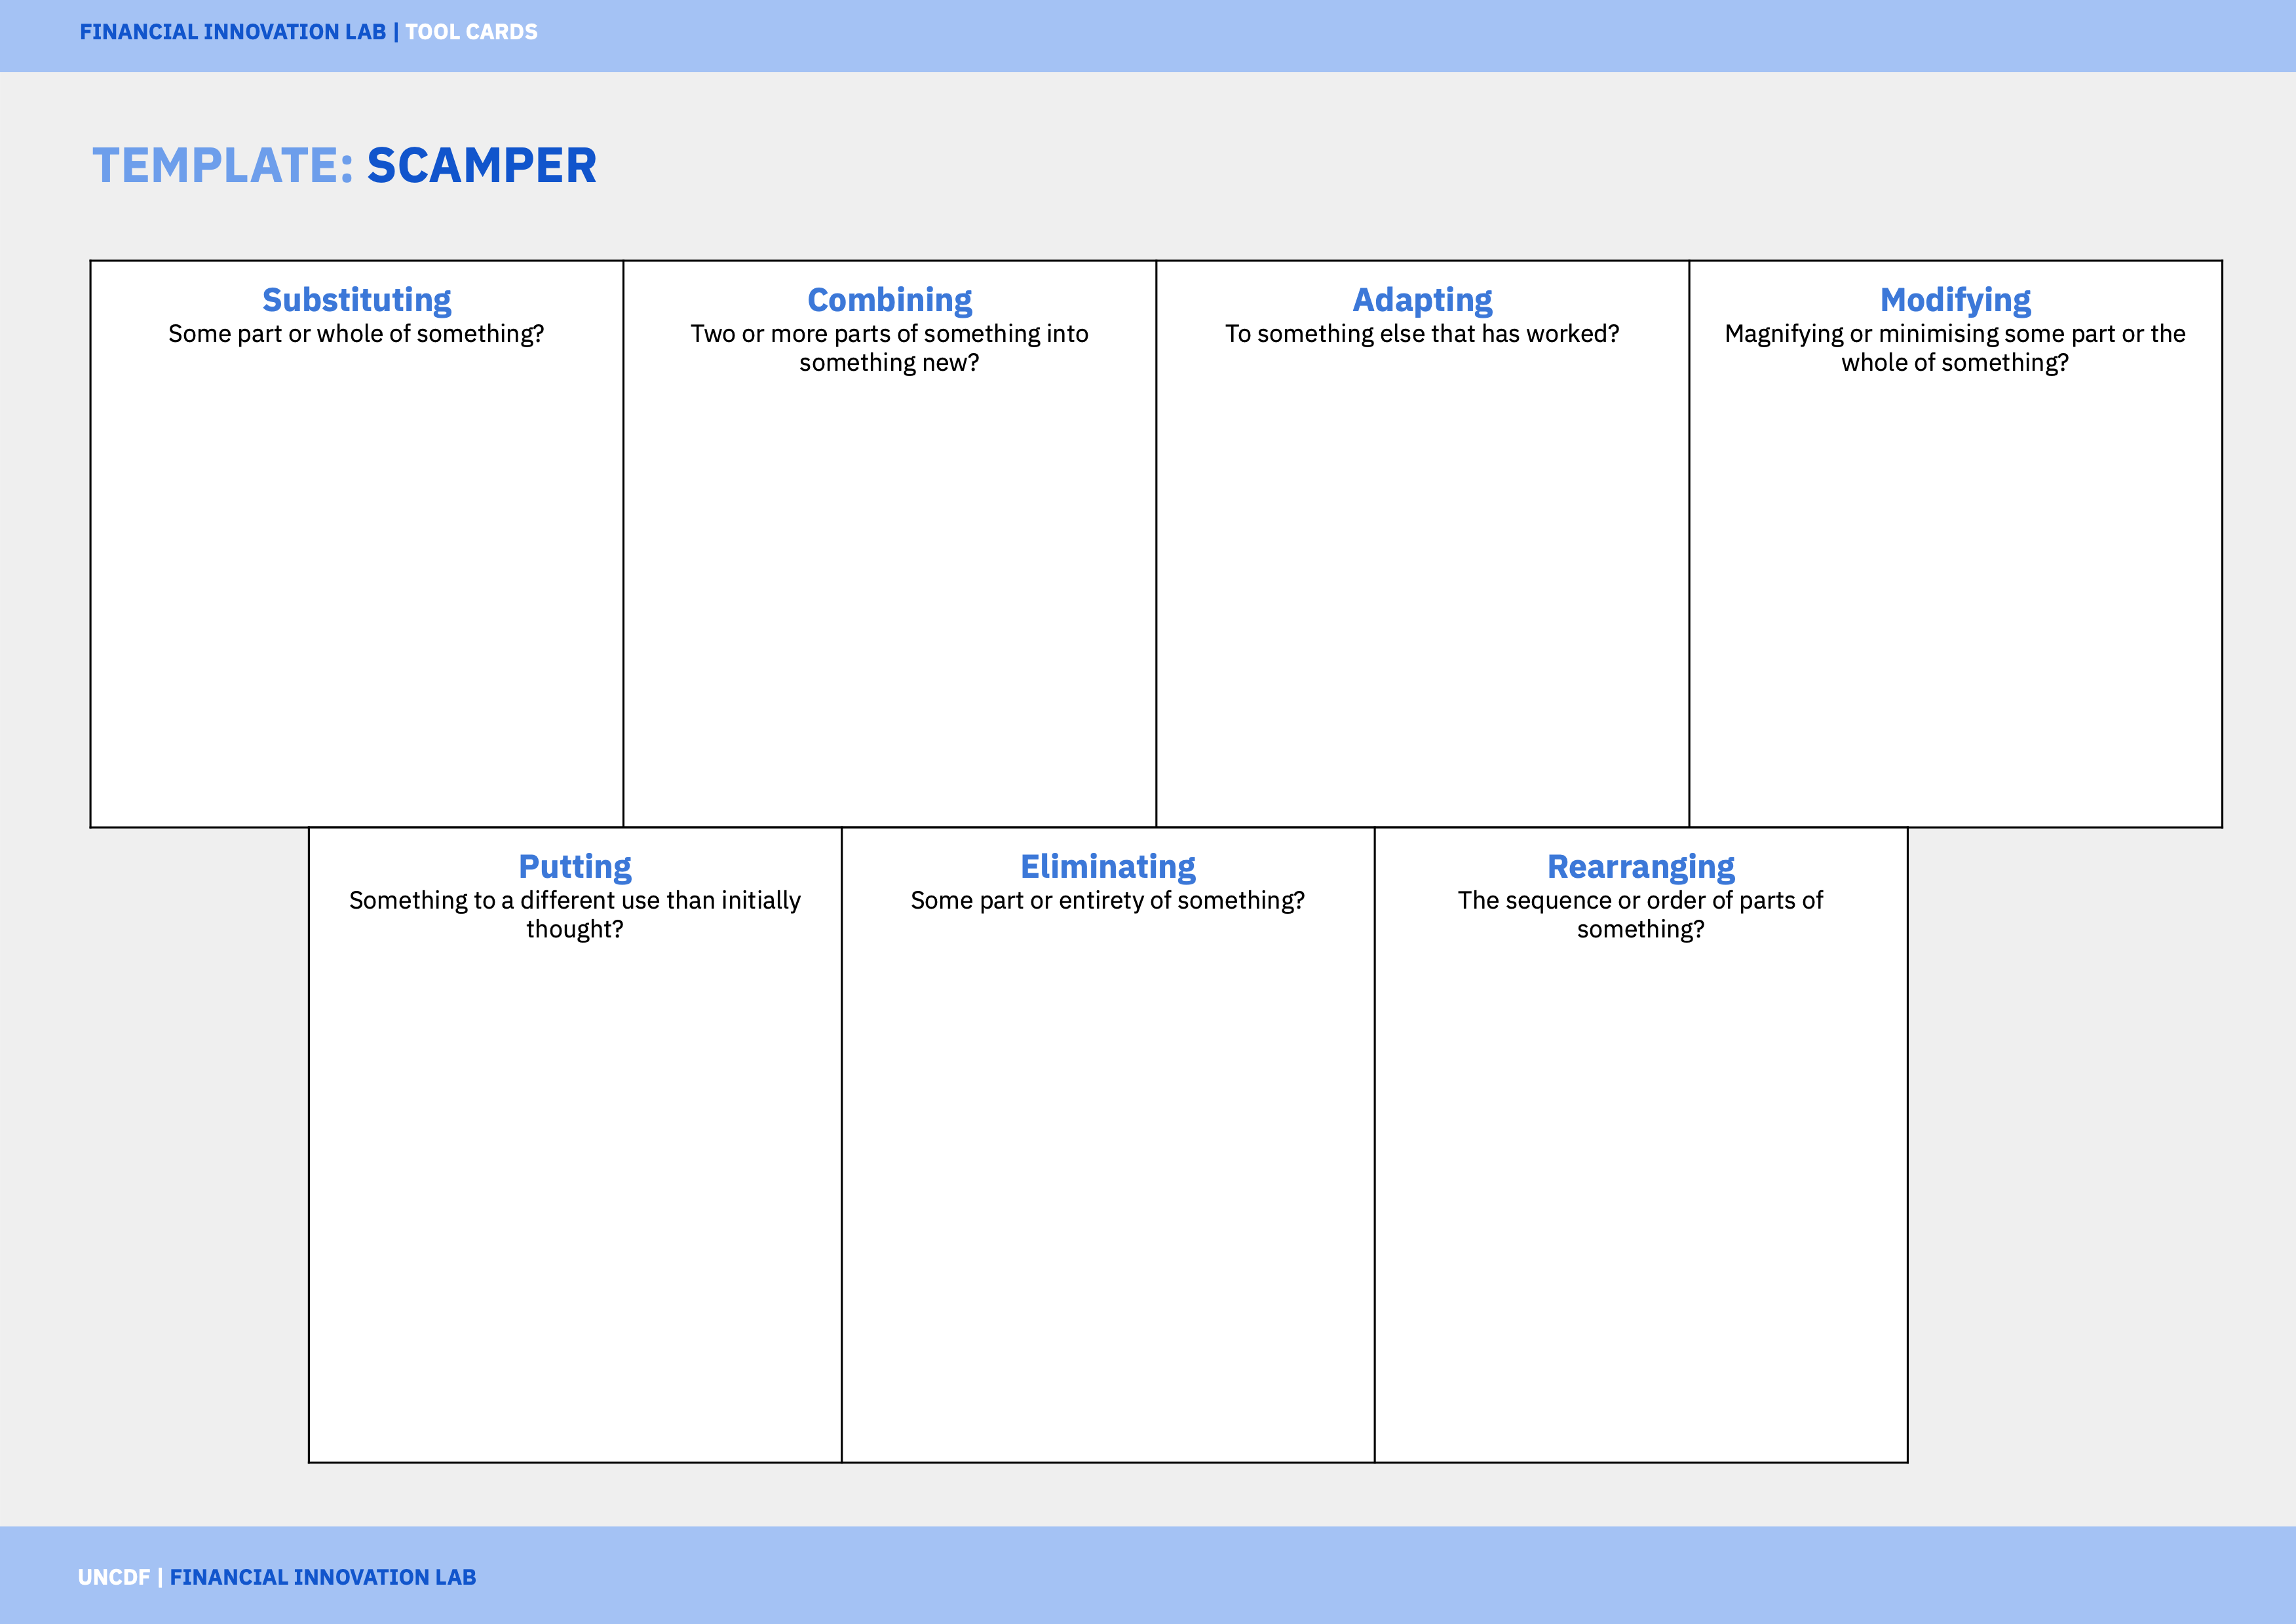 FINANCIAL INNOVATION LAB | TOOL CARDS
TEMPLATE: SCAMPER
Substituting
Some part or whole of something?
Combining
Two or more parts of something into
something new?
Adapting
To something else that has worked?
Modifying
Magnifying or minimising some part or the
whole of something?
Putting
Something to a different use than initially
thought?
Eliminating
Some part or entirety of something?
Rearranging
The sequence or order of parts of
something?
UNCDF | FINANCIAL INNOVATION LAB